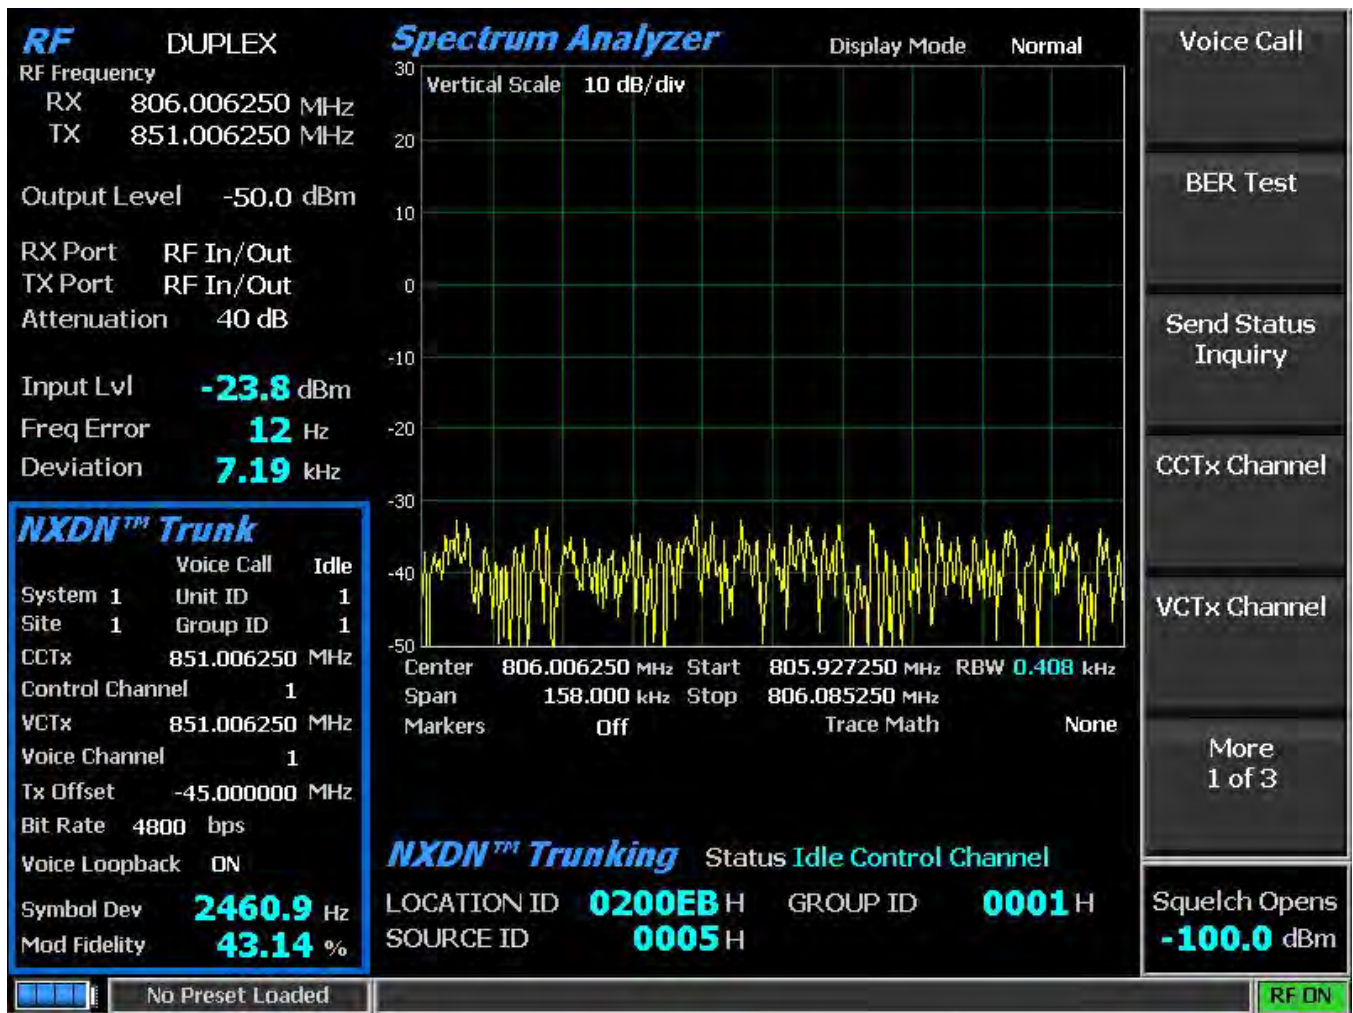 RF DUPLEX
RF Frequency
RX 806.006250 MHz
TX 851.006250 MHz
Output Level -50.0 dBm
RX Port RF In/Out
TX Port RF In/Out
Attenuation 40 dB
Input Lvl -23.8 dBm
Freq Error 12 Hz
Deviation 7.19 kHz
NXDN™ Trunk
Voice Call Idle
System 1 Unit ID 1
Site 1 Group ID 1
CCTx 851.006250 MHz
Control Channel 1
VCTx 851.006250 MHz
Voice Channel 1
Tx Offset -45.000000 MHz
Bit Rate 4800 bps
Voice Loopback ON
Symbol Dev 2460.9 Hz
Mod Fidelity 43.14 %
Spectrum Analyzer Display Mode Normal
Vertical Scale 10 dB/div
30
20
10
0
-10
-20
-30
-40
-50
Center 806.006250 MHz Start 805.927250 MHz RBW 0.408 kHz
Span 158.000 kHz Stop 806.085250 MHz
Markers Off Trace Math None
NXDN™ Trunking Status Idle Control Channel
LOCATION ID 0200EB H GROUP ID 0001 H
SOURCE ID 0005 H
Voice Call
BER Test
Send Status
Inquiry
CCTx Channel
VCTx Channel
More
1 of 3
Squelch Opens
-100.0 dBm
No Preset Loaded
RF ON